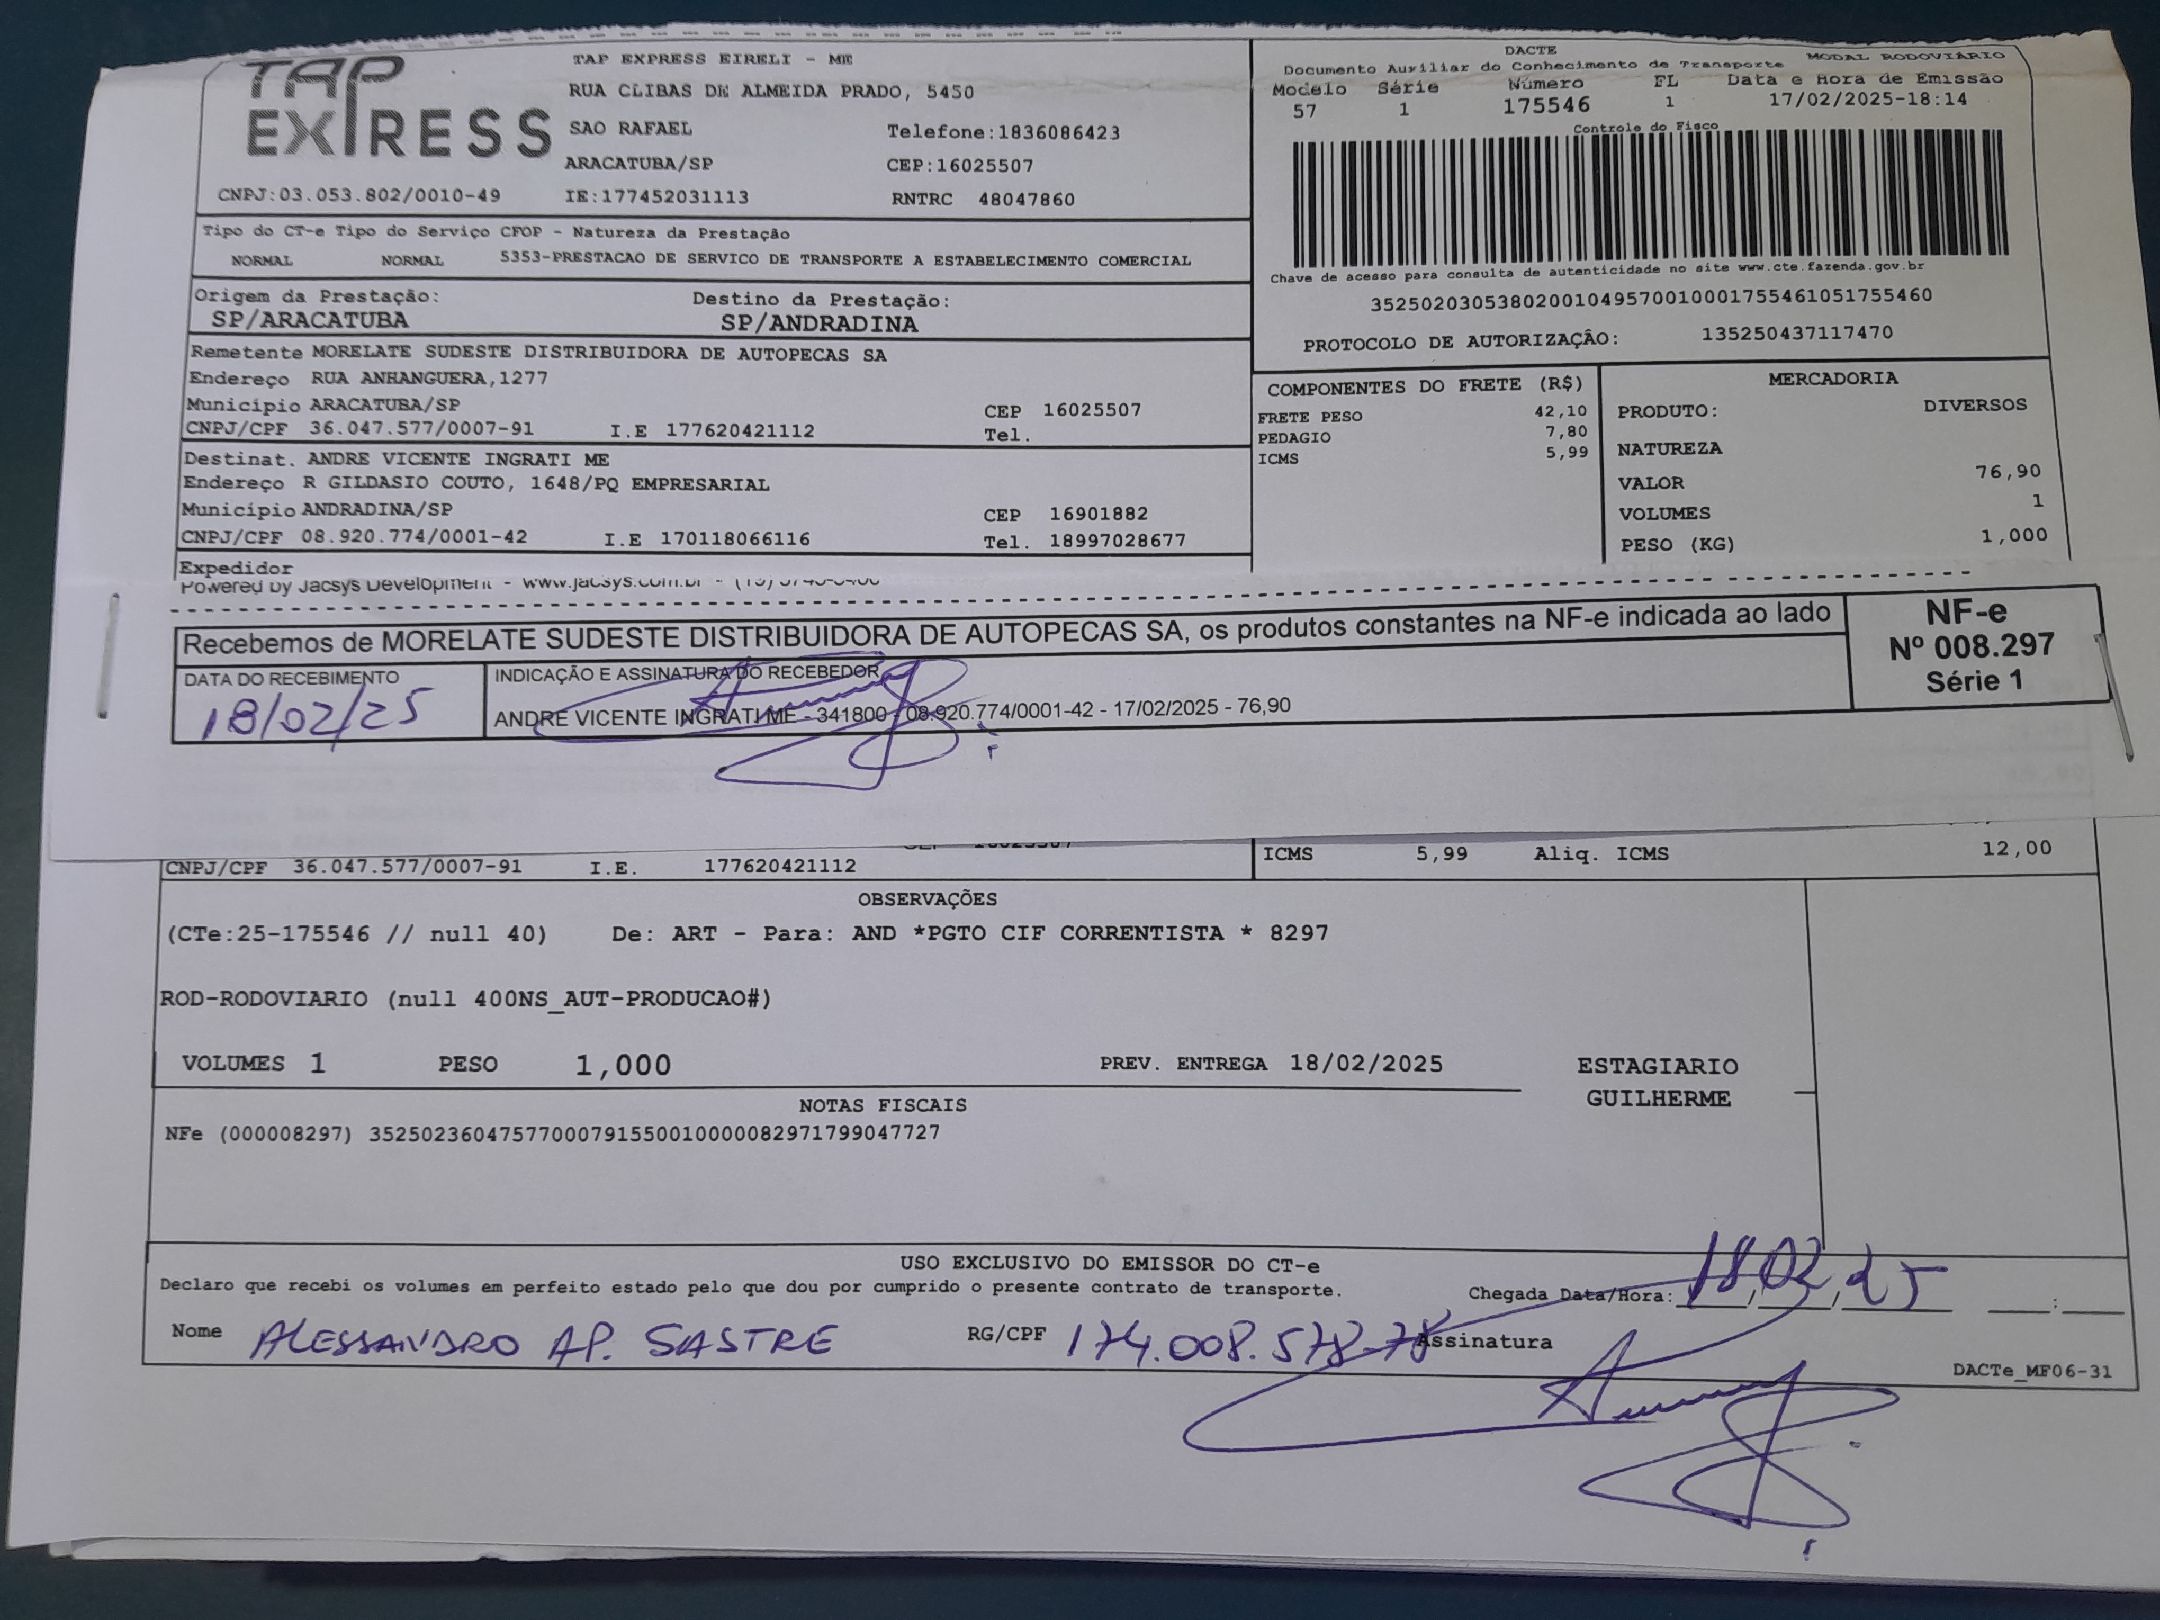 TAP EXPRESS
TAP EXPRESS EIRELI - ME
RUA CLIBAS DE ALMEIDA PRADO, 5450
SAO RAFAEL Telefone:1836086423
ARACATUBA/SP CEP:16025507
CNPJ:03.053.802/0010-49 IE:177452031113 RNTRC 48047860
DACTE MODAL RODOVIÁRIO
Documento Auxiliar do Conhecimento de Transporte
Modelo Série Número FL Data e Hora de Emissão
57 1 175546 1 17/02/2025-18:14
Controle do Fisco
Chave de acesso para consulta de autenticidade no site www.cte.fazenda.gov.br
35250203053802001049570010001755461051755460
PROTOCOLO DE AUTORIZAÇÂO: 135250437117470
Tipo do CT-e Tipo do Serviço CFOP - Natureza da Prestação
NORMAL NORMAL 5353-PRESTACAO DE SERVICO DE TRANSPORTE A ESTABELECIMENTO COMERCIAL
Origem da Prestação: Destino da Prestação:
SP/ARACATUBA SP/ANDRADINA
Remetente MORELATE SUDESTE DISTRIBUIDORA DE AUTOPECAS SA
Endereço RUA ANHANGUERA,1277
Município ARACATUBA/SP CEP 16025507
CNPJ/CPF 36.047.577/0007-91 I.E 177620421112 Tel.
Destinat. ANDRE VICENTE INGRATI ME
Endereço R GILDASIO COUTO, 1648/PQ EMPRESARIAL
Município ANDRADINA/SP CEP 16901882
CNPJ/CPF 08.920.774/0001-42 I.E 170118066116 Tel. 18997028677
Expedidor
COMPONENTES DO FRETE (R$)
FRETE PESO 42,10
PEDAGIO 7,80
ICMS 5,99
MERCADORIA
PRODUTO: DIVERSOS
NATUREZA
VALOR 76,90
VOLUMES 1
PESO (KG) 1,000
Powered by Jacsys Development - www.jacsys.com.br -
Recebemos de MORELATE SUDESTE DISTRIBUIDORA DE AUTOPECAS SA, os produtos constantes na NF-e indicada ao lado
NF-e
Nº 008.297
Série 1
DATA DO RECEBIMENTO
18/02/25
INDICAÇÃO E ASSINATURA DO RECEBEDOR
ANDRE VICENTE INGRATI ME - 341800 - 08.920.774/0001-42 - 17/02/2025 - 76,90
CNPJ/CPF 36.047.577/0007-91 I.E. 177620421112
ICMS 5,99 Aliq. ICMS 12,00
OBSERVAÇÕES
(CTe:25-175546 // null 40) De: ART - Para: AND *PGTO CIF CORRENTISTA * 8297
ROD-RODOVIARIO (null 400NS_AUT-PRODUCAO#)
VOLUMES 1 PESO 1,000 PREV. ENTREGA 18/02/2025
ESTAGIARIO
GUILHERME
NOTAS FISCAIS
NFe (000008297) 35250236047577000791550010000082971799047727
USO EXCLUSIVO DO EMISSOR DO CT-e
Declaro que recebi os volumes em perfeito estado pelo que dou por cumprido o presente contrato de transporte.
Chegada Data/Hora: 18,02,25
Nome ALESSANDRO AP. SASTRE RG/CPF 174.008.578-78 Assinatura
DACTe_MF06-31